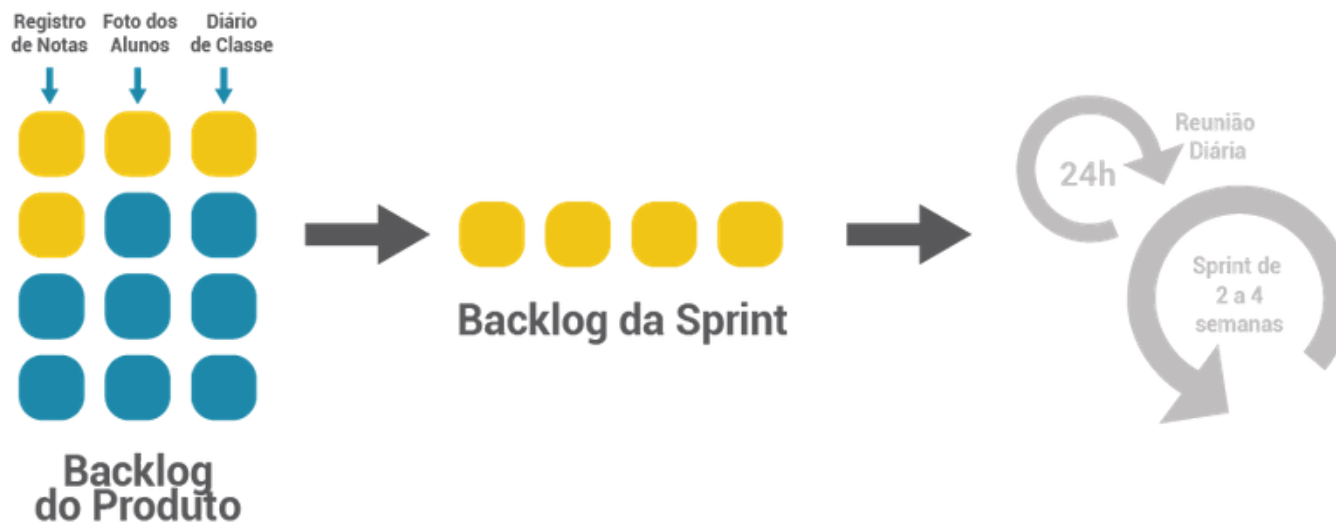 Registro
de Notas
Foto dos
Alunos
Diário
de Classe
Backlog
do Produto
Backlog da Sprint
24h
Reunião
Diária
Sprint de
2 a 4
semanas